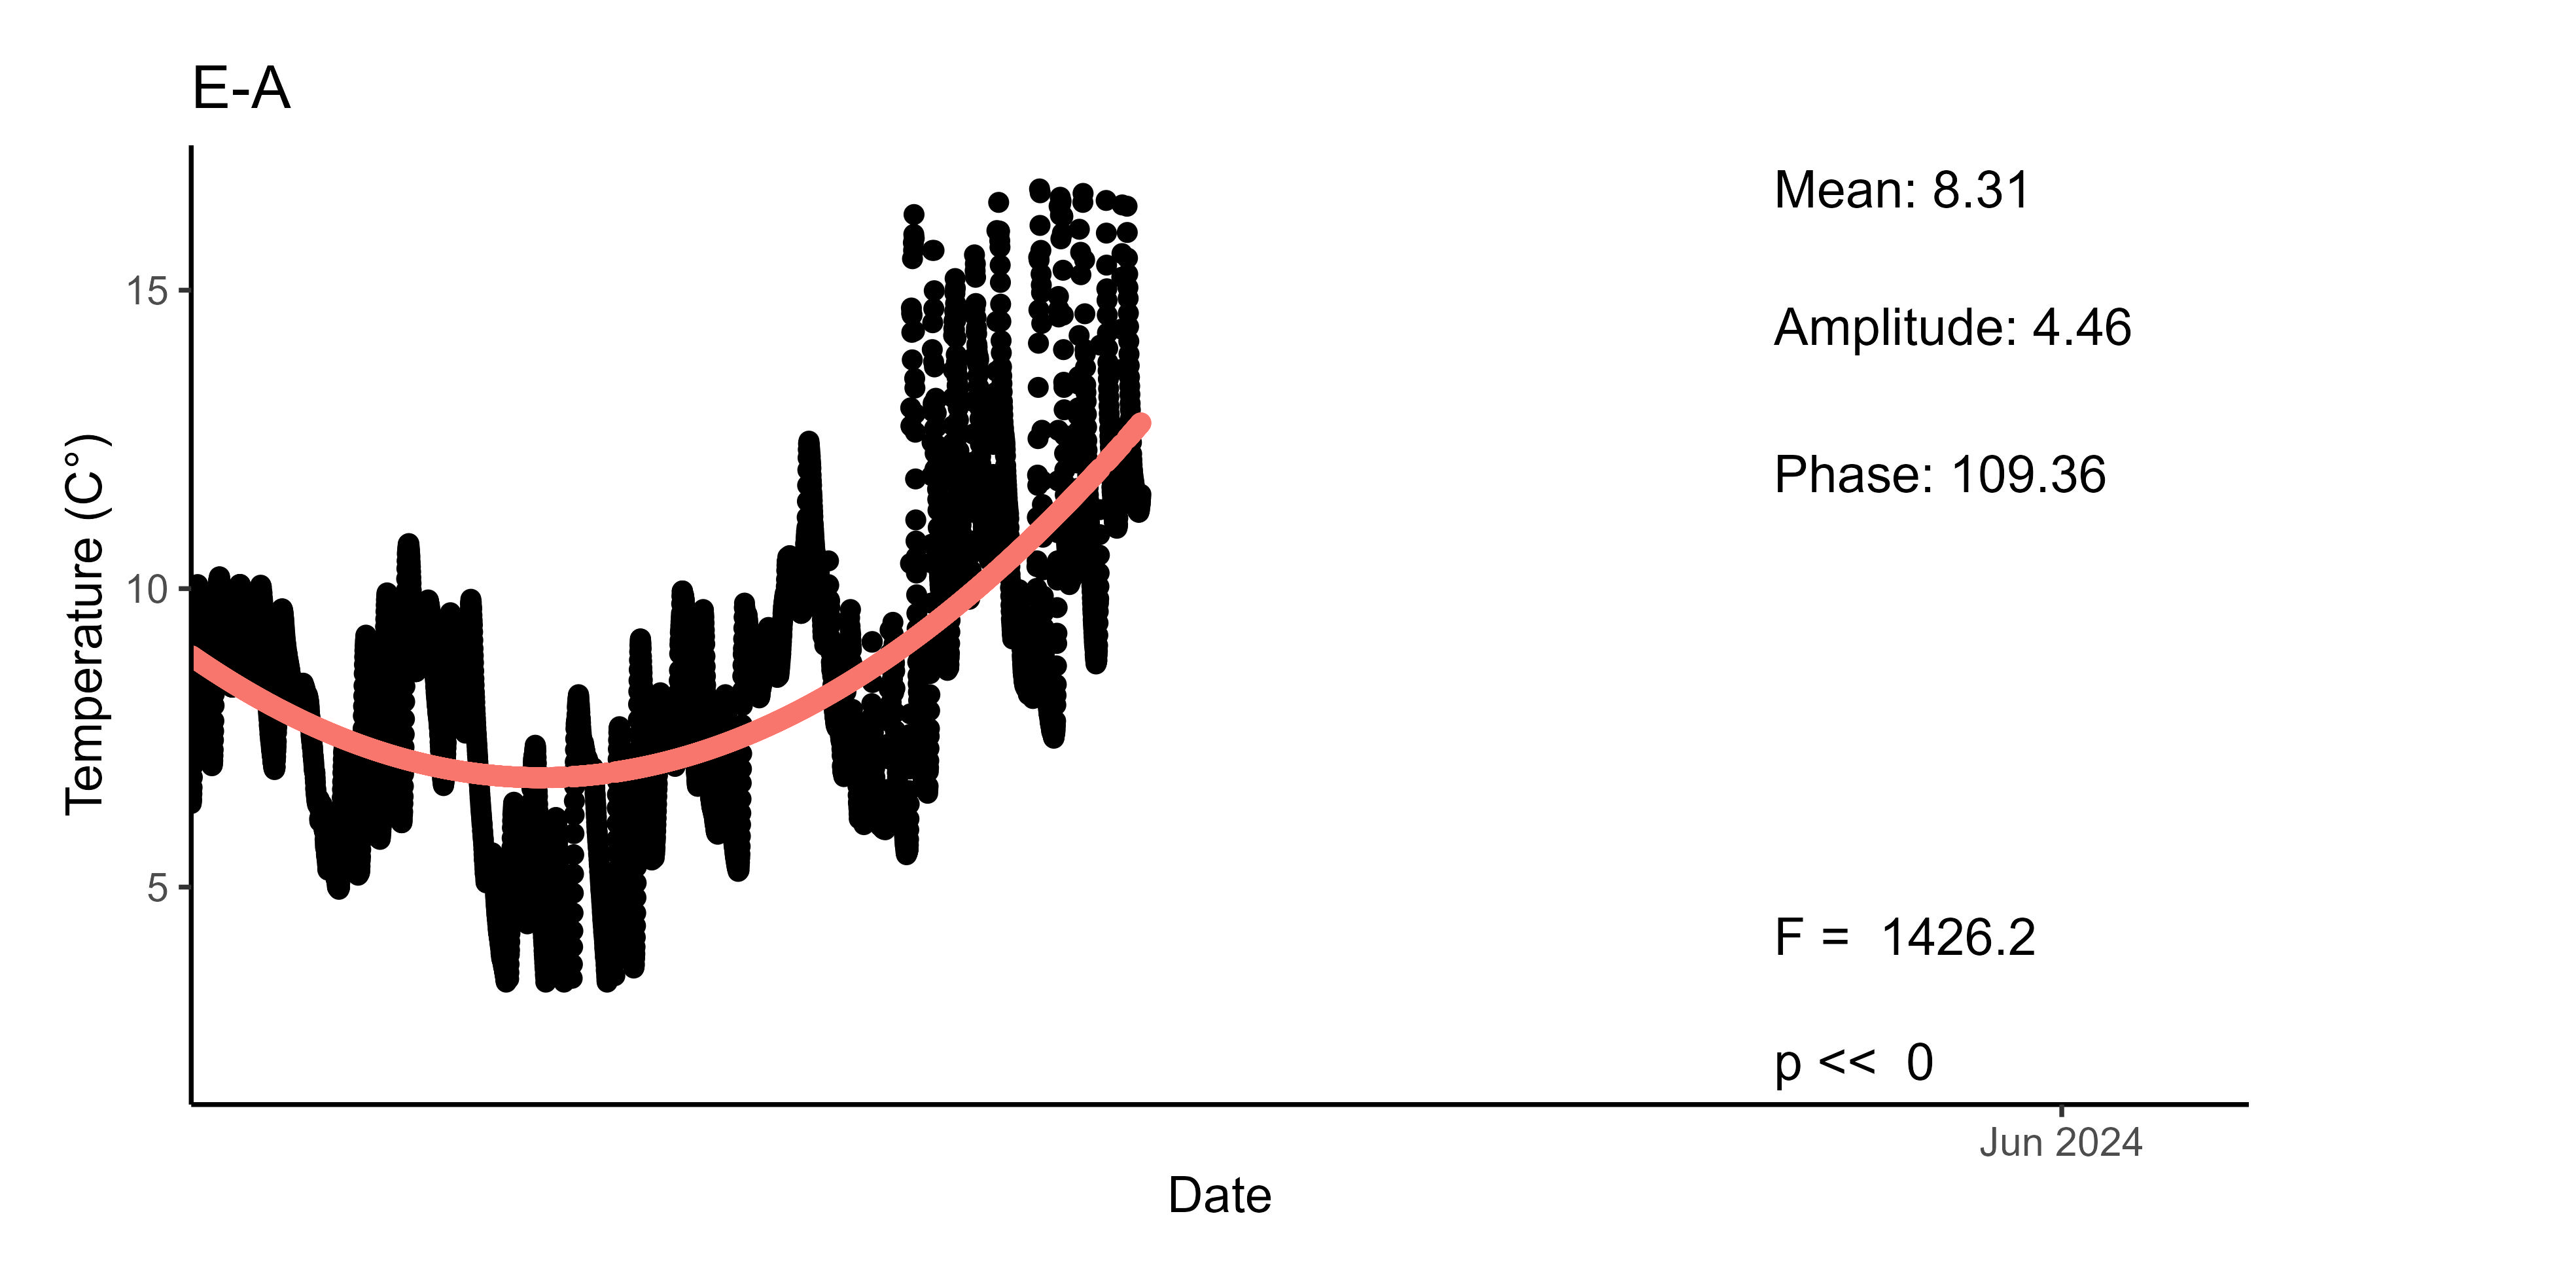 E-A
Mean: 8.31
Amplitude: 4.46
Phase: 109.36
F =  1426.2
p <<  0
Temperature (C°)
15
10
5
Jun 2024
Date